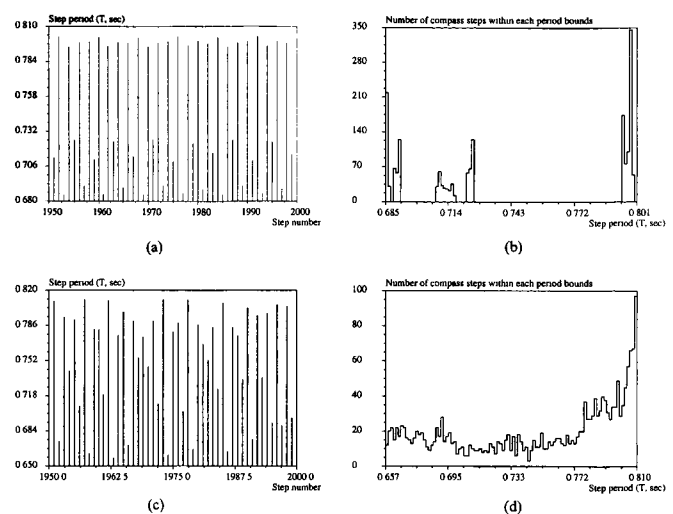 Step period (T, sec)
0 810
0 784
0 758
0 732
0 706
0 680
1950 1960 1970 1980 1990 2000
Step number
(a)
Number of compass steps within each period bounds
350
280
210
140
70
0
0 685 0 714 0 743 0 772 0 801
Step period (T, sec)
(b)
Step period (T, sec)
0 820
0 786
0 752
0 718
0 684
0 650
1950 0 1962 5 1975 0 1987 5 2000 0
Step number
(c)
Number of compass steps within each period bounds
100
80
60
40
20
0
0 657 0 695 0 733 0 772 0 810
Step period (T, sec)
(d)